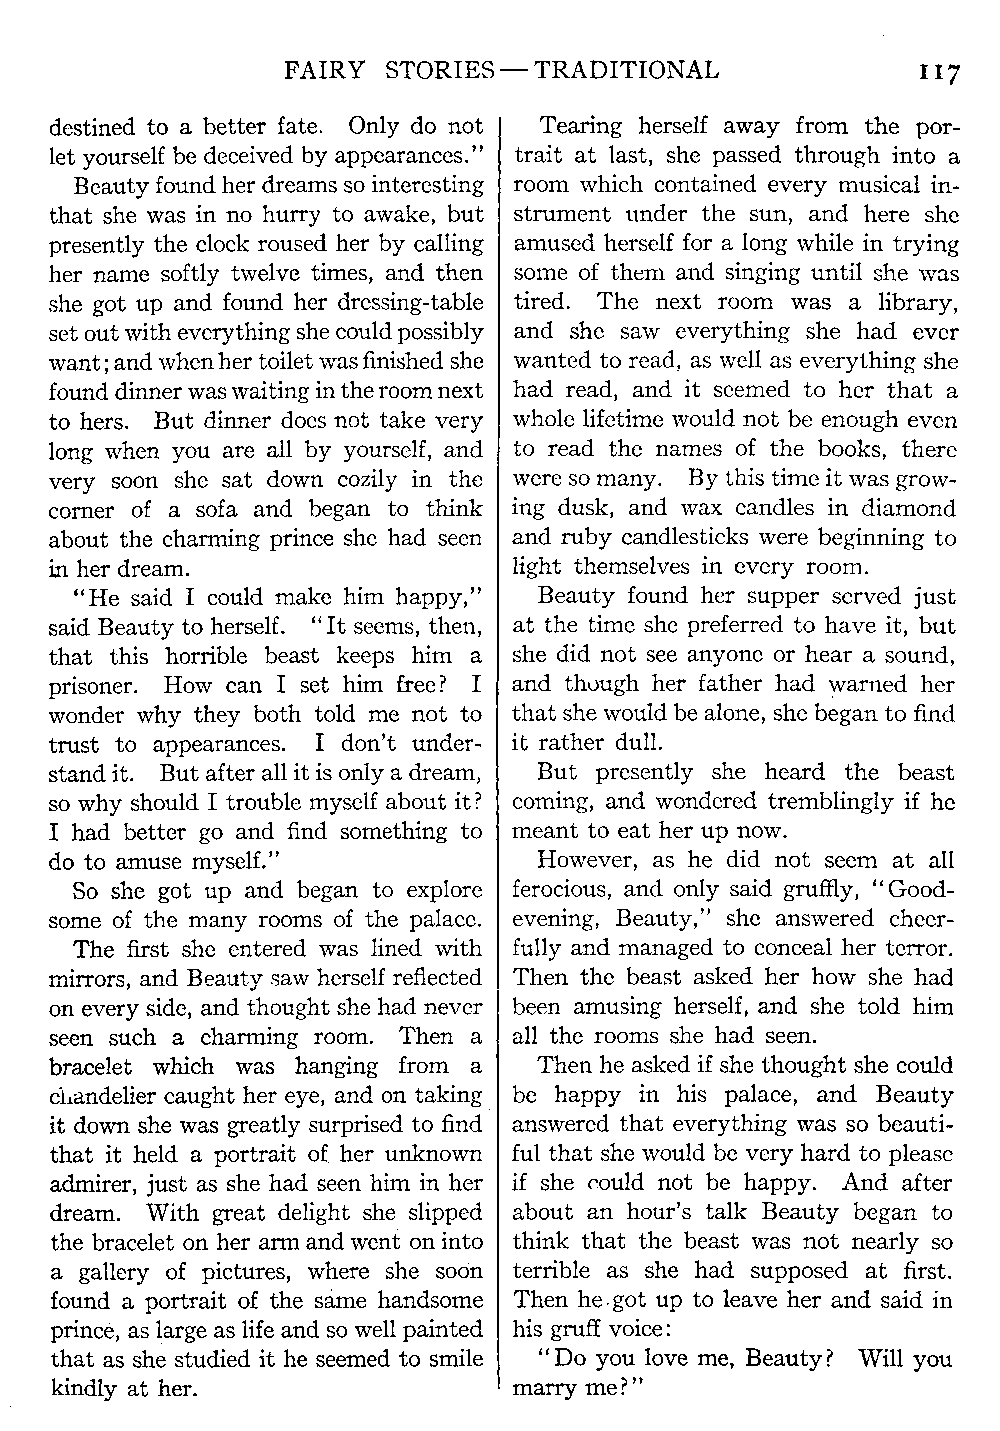 FAIRY STORIES — TRADITIONAL 117
destined to a better fate. Only do not
let yourself be deceived by appearances."
Beauty found her dreams so interesting
that she was in no hurry to awake, but
presently the clock roused her by calling
her name softly twelve times, and then
she got up and found her dressing-table
set out with everything she could possibly
want; and when her toilet was finished she
found dinner was waiting in the room next
to hers. But dinner does not take very
long when you are all by yourself, and
very soon she sat down cozily in the
corner of a sofa and began to think
about the charming prince she had seen
in her dream.
"He said I could make him happy,"
said Beauty to herself. "It seems, then,
that this horrible beast keeps him a
prisoner. How can I set him free? I
wonder why they both told me not to
trust to appearances. I don't under-
stand it. But after all it is only a dream,
so why should I trouble myself about it?
I had better go and find something to
do to amuse myself."
So she got up and began to explore
some of the many rooms of the palace.
The first she entered was lined with
mirrors, and Beauty saw herself reflected
on every side, and thought she had never
seen such a charming room. Then a
bracelet which was hanging from a
chandelier caught her eye, and on taking
it down she was greatly surprised to find
that it held a portrait of her unknown
admirer, just as she had seen him in her
dream. With great delight she slipped
the bracelet on her arm and went on into
a gallery of pictures, where she soon
found a portrait of the same handsome
prince, as large as life and so well painted
that as she studied it he seemed to smile
kindly at her.
Tearing herself away from the por-
trait at last, she passed through into a
room which contained every musical in-
strument under the sun, and here she
amused herself for a long while in trying
some of them and singing until she was
tired. The next room was a library,
and she saw everything she had ever
wanted to read, as well as everything she
had read, and it seemed to her that a
whole lifetime would not be enough even
to read the names of the books, there
were so many. By this time it was grow-
ing dusk, and wax candles in diamond
and ruby candlesticks were beginning to
light themselves in every room.
Beauty found her supper served just
at the time she preferred to have it, but
she did not see anyone or hear a sound,
and though her father had warned her
that she would be alone, she began to find
it rather dull.
But presently she heard the beast
coming, and wondered tremblingly if he
meant to eat her up now.
However, as he did not seem at all
ferocious, and only said gruffly, "Good-
evening, Beauty," she answered cheer-
fully and managed to conceal her terror.
Then the beast asked her how she had
been amusing herself, and she told him
all the rooms she had seen.
Then he asked if she thought she could
be happy in his palace, and Beauty
answered that everything was so beauti-
ful that she would be very hard to please
if she could not be happy. And after
about an hour's talk Beauty began to
think that the beast was not nearly so
terrible as she had supposed at first.
Then he got up to leave her and said in
his gruff voice:
"Do you love me, Beauty? Will you
marry me?"